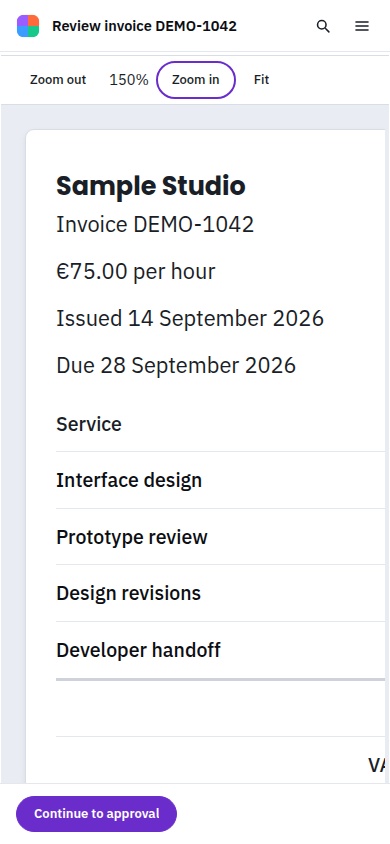 Review invoice DEMO-1042
Zoom out 150% Zoom in Fit
Sample Studio
Invoice DEMO-1042
€75.00 per hour
Issued 14 September 2026
Due 28 September 2026
Service
Interface design
Prototype review
Design revisions
Developer handoff
Continue to approval